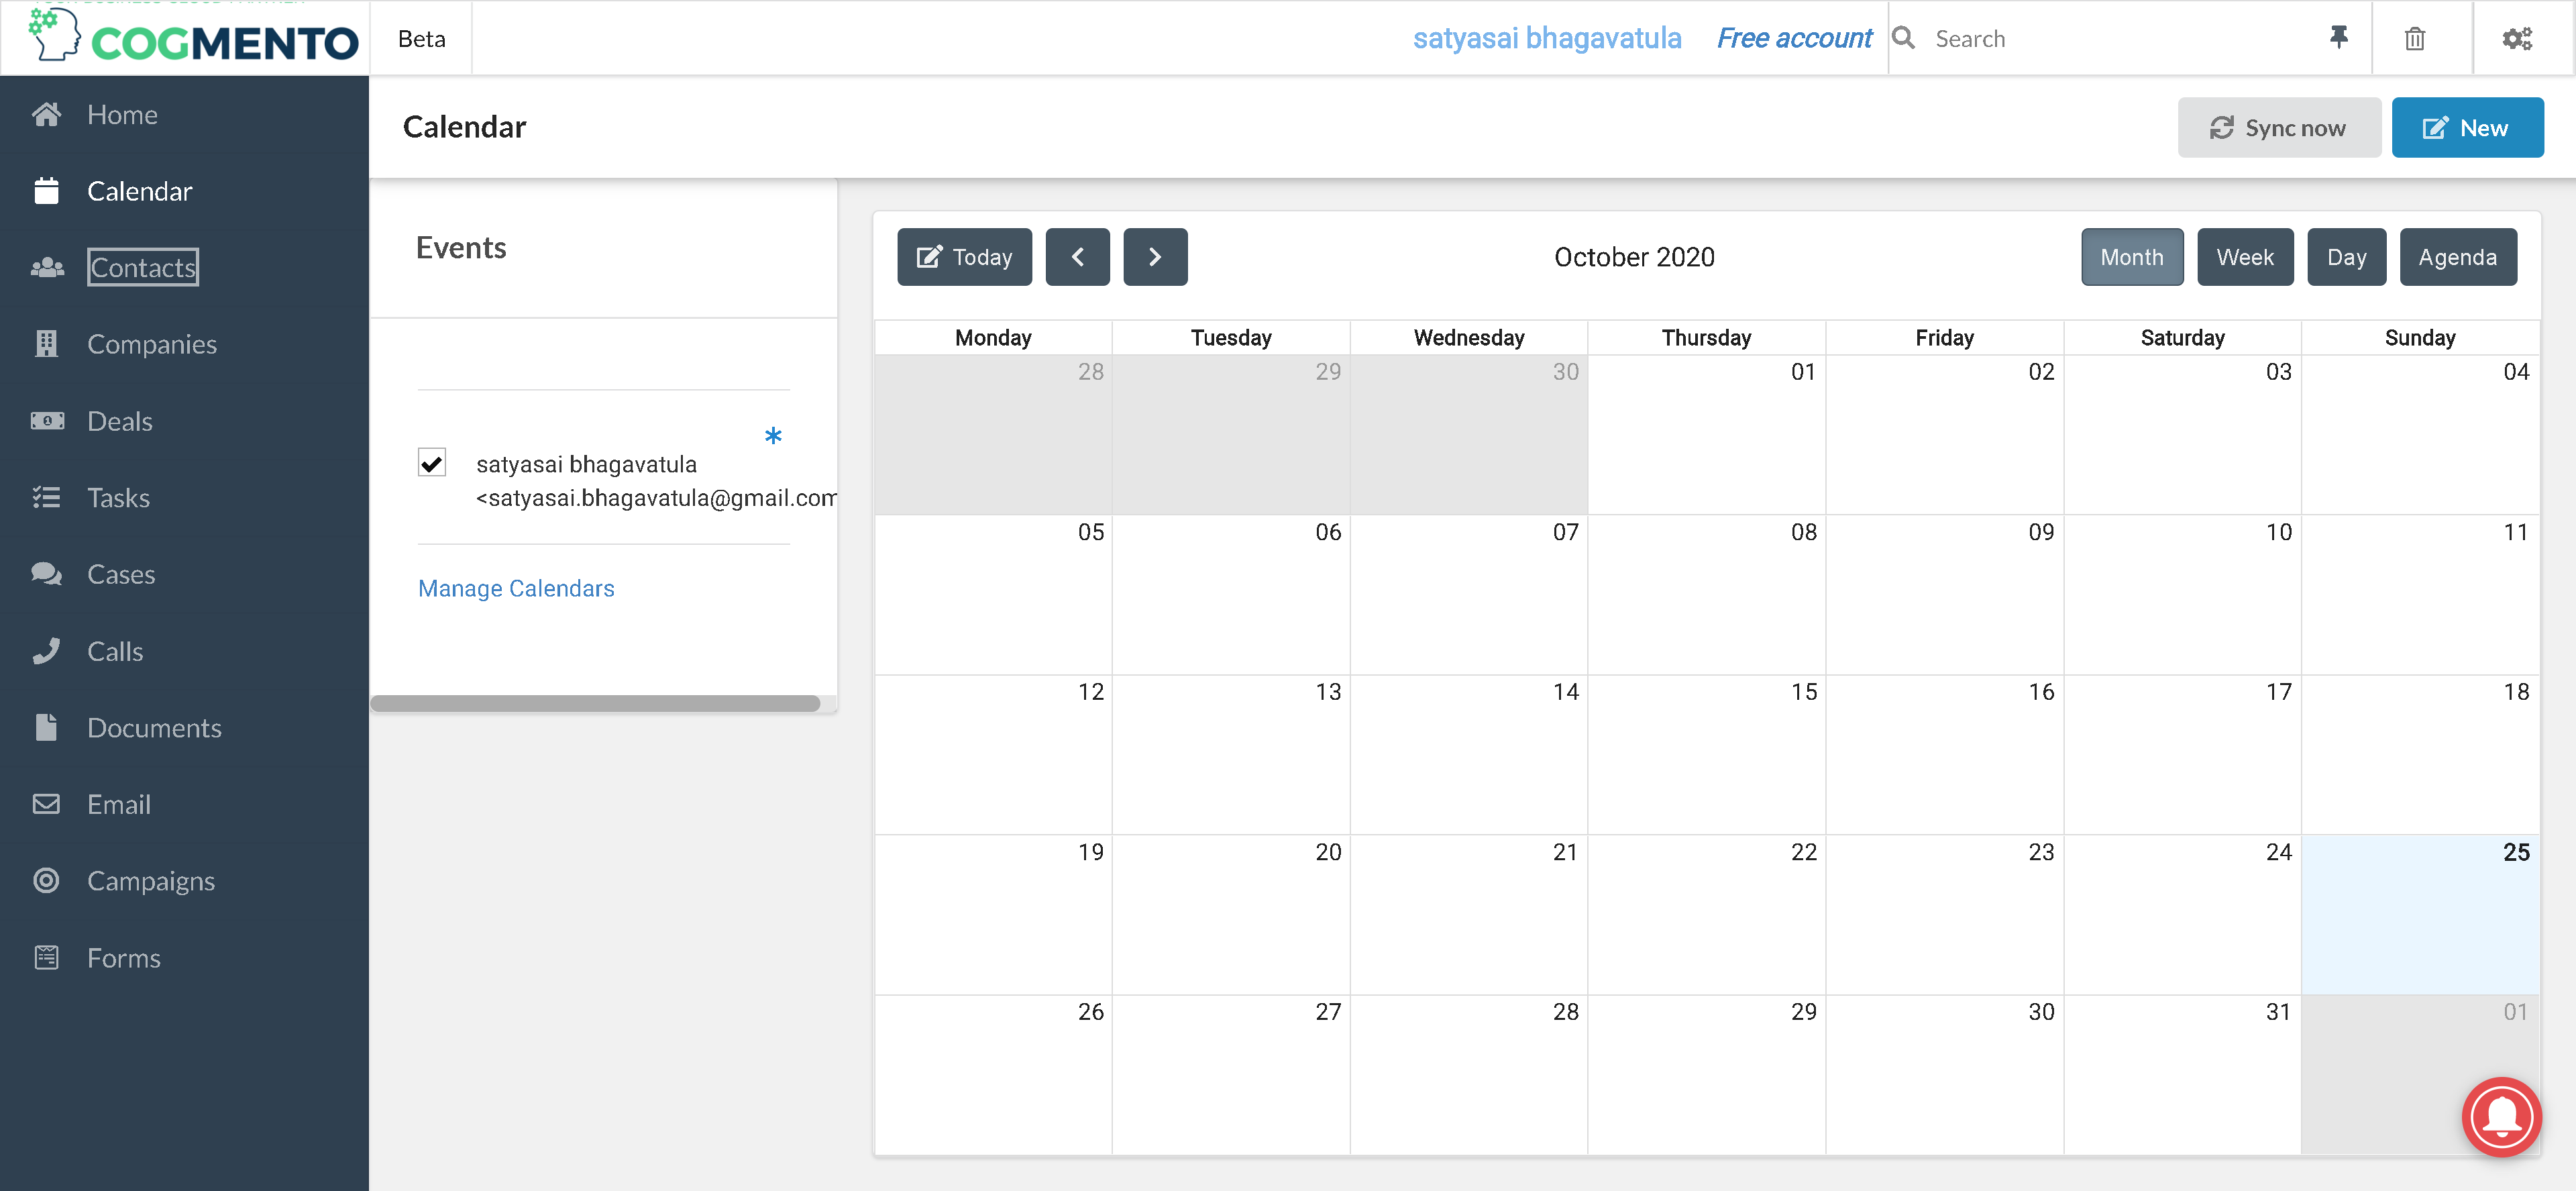 COGMENTO
Beta
satyasai bhagavatula
Free account
Search
Home
Calendar
Contacts
Companies
Deals
Tasks
Cases
Calls
Documents
Email
Campaigns
Forms
Calendar
Sync now
New
Events
satyasai bhagavatula
<satyasai.bhagavatula@gmail.com
Manage Calendars
Today
October 2020
Month
Week
Day
Agenda
Monday Tuesday Wednesday Thursday Friday Saturday Sunday
28 29 30 01 02 03 04
05 06 07 08 09 10 11
12 13 14 15 16 17 18
19 20 21 22 23 24 25
26 27 28 29 30 31 01